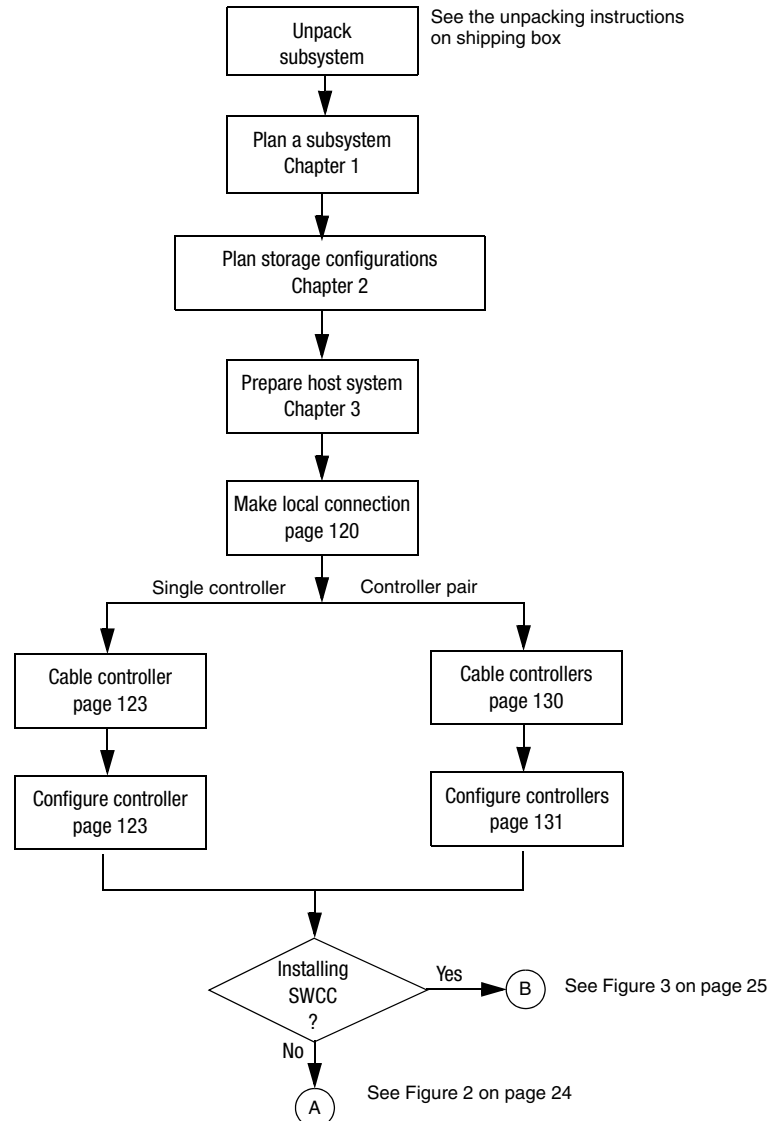 Unpack
subsystem
See the unpacking instructions
on shipping box
Plan a subsystem
Chapter 1
Plan storage configurations
Chapter 2
Prepare host system
Chapter 3
Make local connection
page 120
Single controller
Controller pair
Cable controller
page 123
Cable controllers
page 130
Configure controller
page 123
Configure controllers
page 131
Installing
SWCC
?
Yes
B
See Figure 3 on page 25
No
A
See Figure 2 on page 24